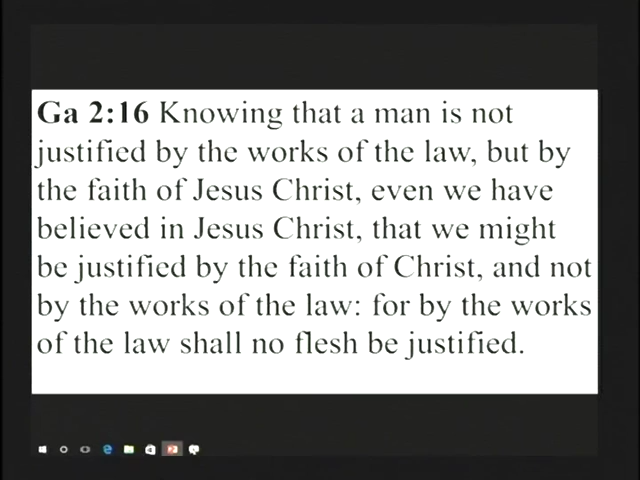 Ga 2:16 Knowing that a man is not
justified by the works of the law, but by
the faith of Jesus Christ, even we have
believed in Jesus Christ, that we might
be justified by the faith of Christ, and not
by the works of the law: for by the works
of the law shall no flesh be justified.